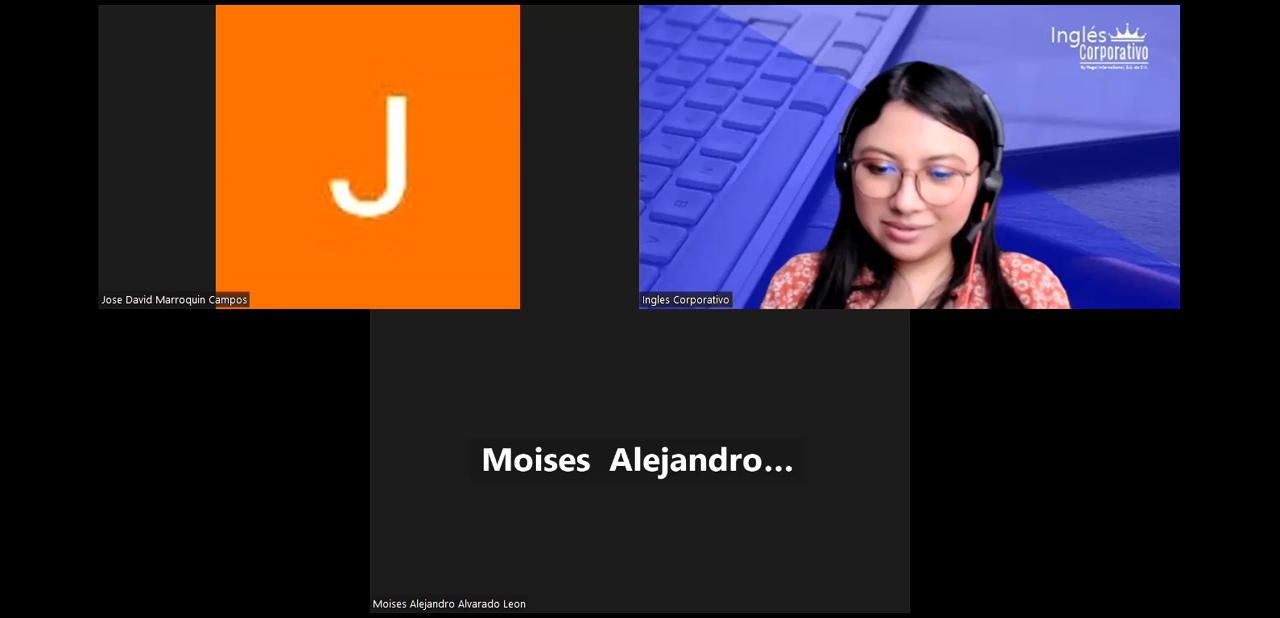 J
Jose David Marroquin Campos
Inglés
Corporativo
Ingles Corporativo
Moises Alejandro...
Moises Alejandro Alvarado Leon